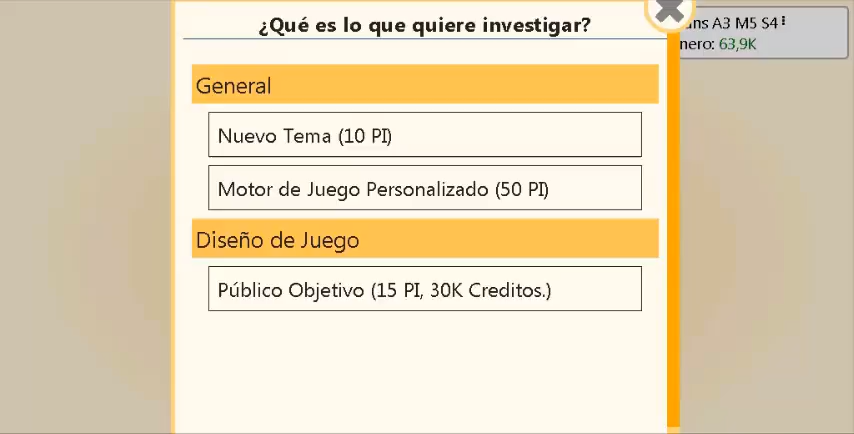 ¿Qué es lo que quiere investigar?
A3 M5 S4
63,9K
General
Nuevo Tema (10 PI)
Motor de Juego Personalizado (50 PI)
Diseño de Juego
Público Objetivo (15 PI, 30K Creditos.)